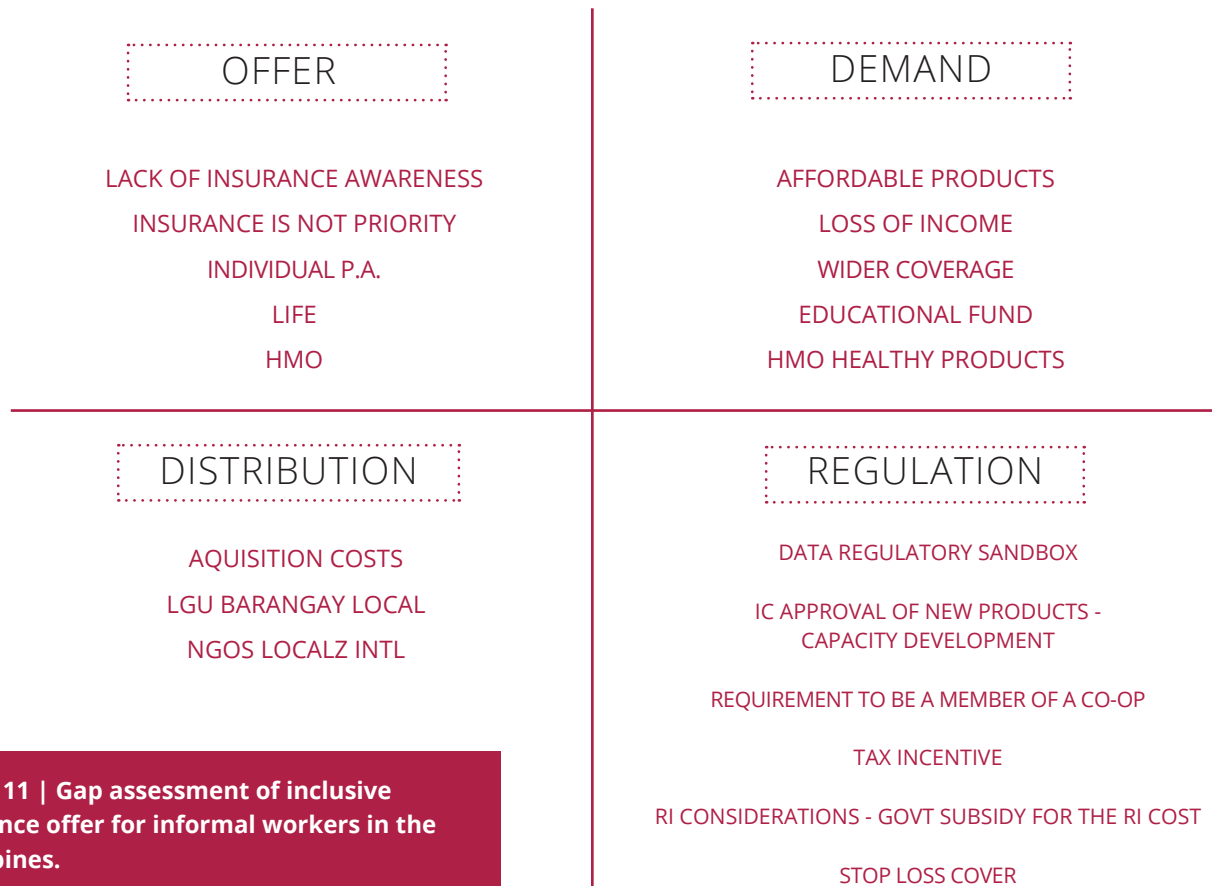 OFFER
LACK OF INSURANCE AWARENESS
INSURANCE IS NOT PRIORITY
INDIVIDUAL P.A.
LIFE
HMO
DEMAND
AFFORDABLE PRODUCTS
LOSS OF INCOME
WIDER COVERAGE
EDUCATIONAL FUND
HMO HEALTHY PRODUCTS
DISTRIBUTION
AQUISITION COSTS
LGU BARANGAY LOCAL
NGOS LOCALZ INTL
REGULATION
DATA REGULATORY SANDBOX
IC APPROVAL OF NEW PRODUCTS -
CAPACITY DEVELOPMENT
REQUIREMENT TO BE A MEMBER OF A CO-OP
TAX INCENTIVE
RI CONSIDERATIONS - GOVT SUBSIDY FOR THE RI COST
STOP LOSS COVER
11 | Gap assessment of inclusive
nce offer for informal workers in the
pines.